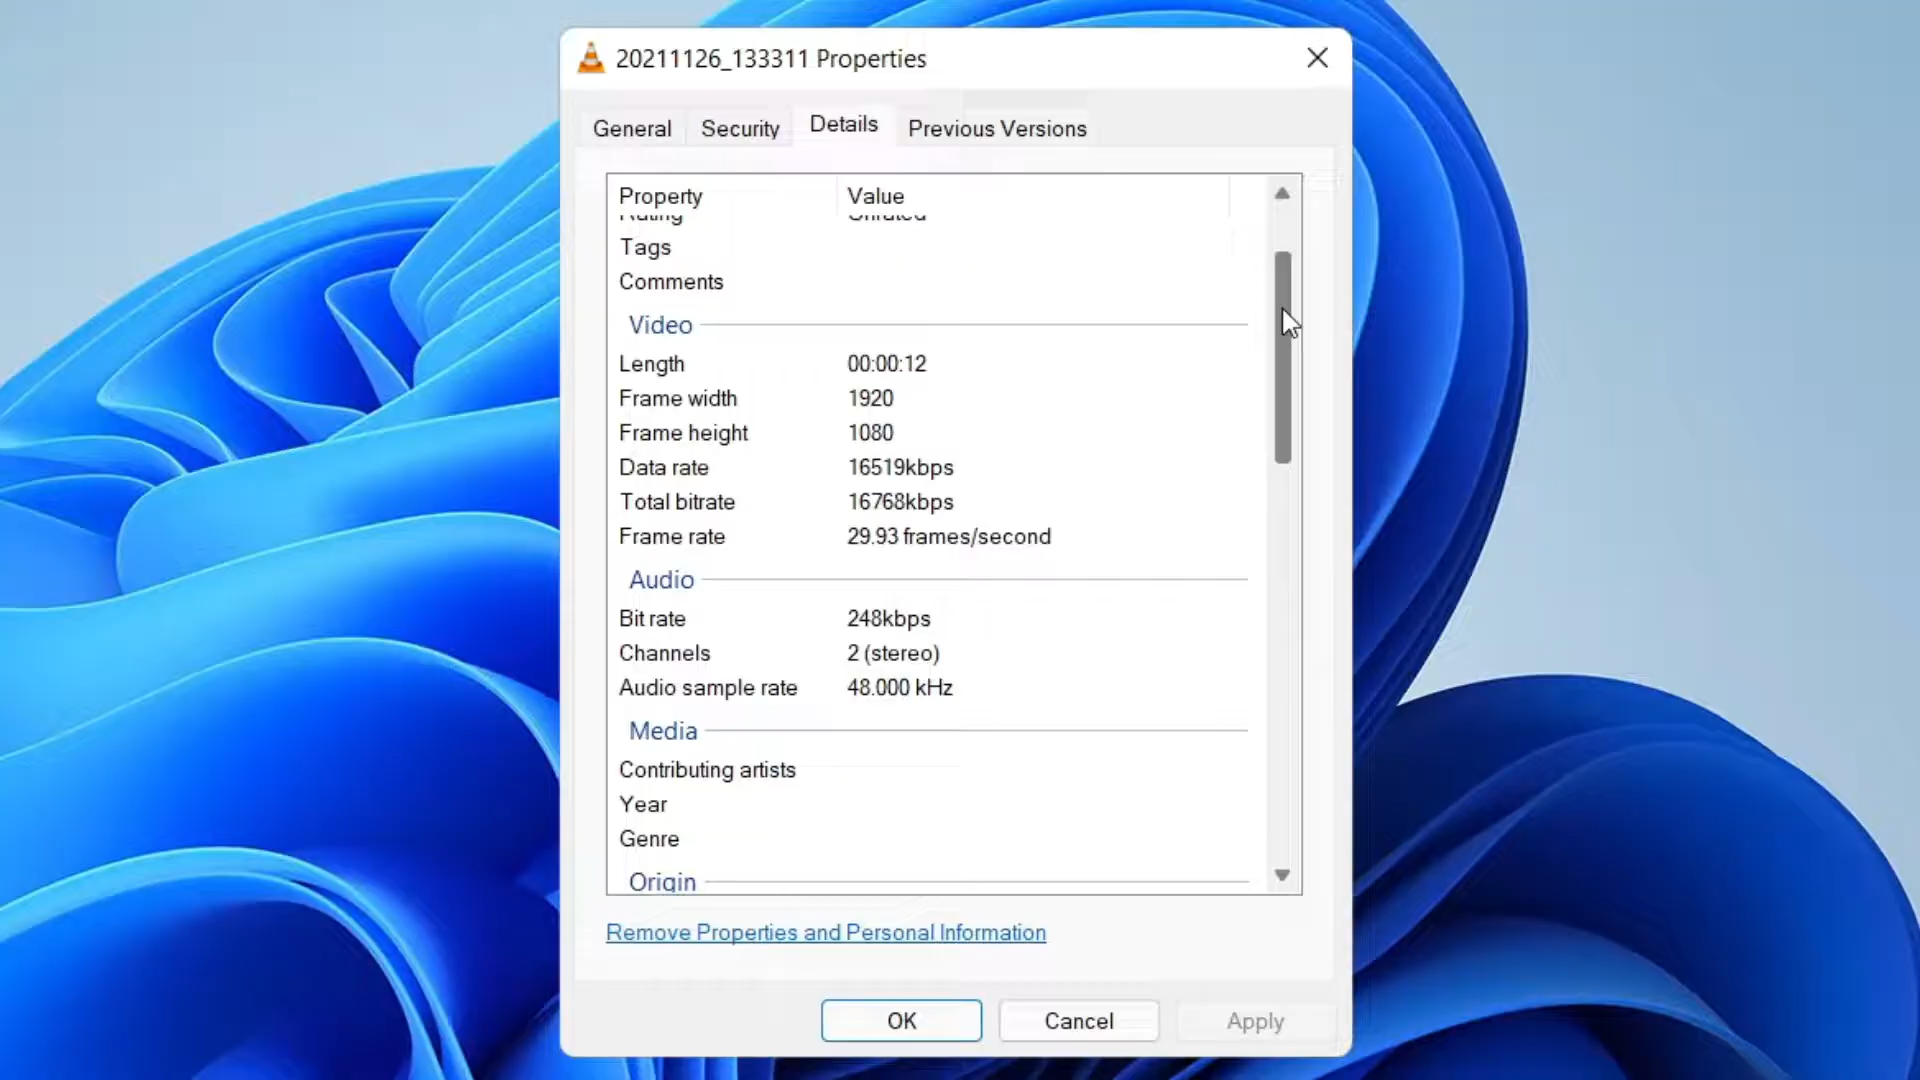 20211126_133311 Properties
General Security Details Previous Versions
Property Value
Rating Unrated
Tags
Comments
Video
Length 00:00:12
Frame width 1920
Frame height 1080
Data rate 16519kbps
Total bitrate 16768kbps
Frame rate 29.93 frames/second
Audio
Bit rate 248kbps
Channels 2 (stereo)
Audio sample rate 48.000 kHz
Media
Contributing artists
Year
Genre
Origin
Remove Properties and Personal Information
OK Cancel Apply